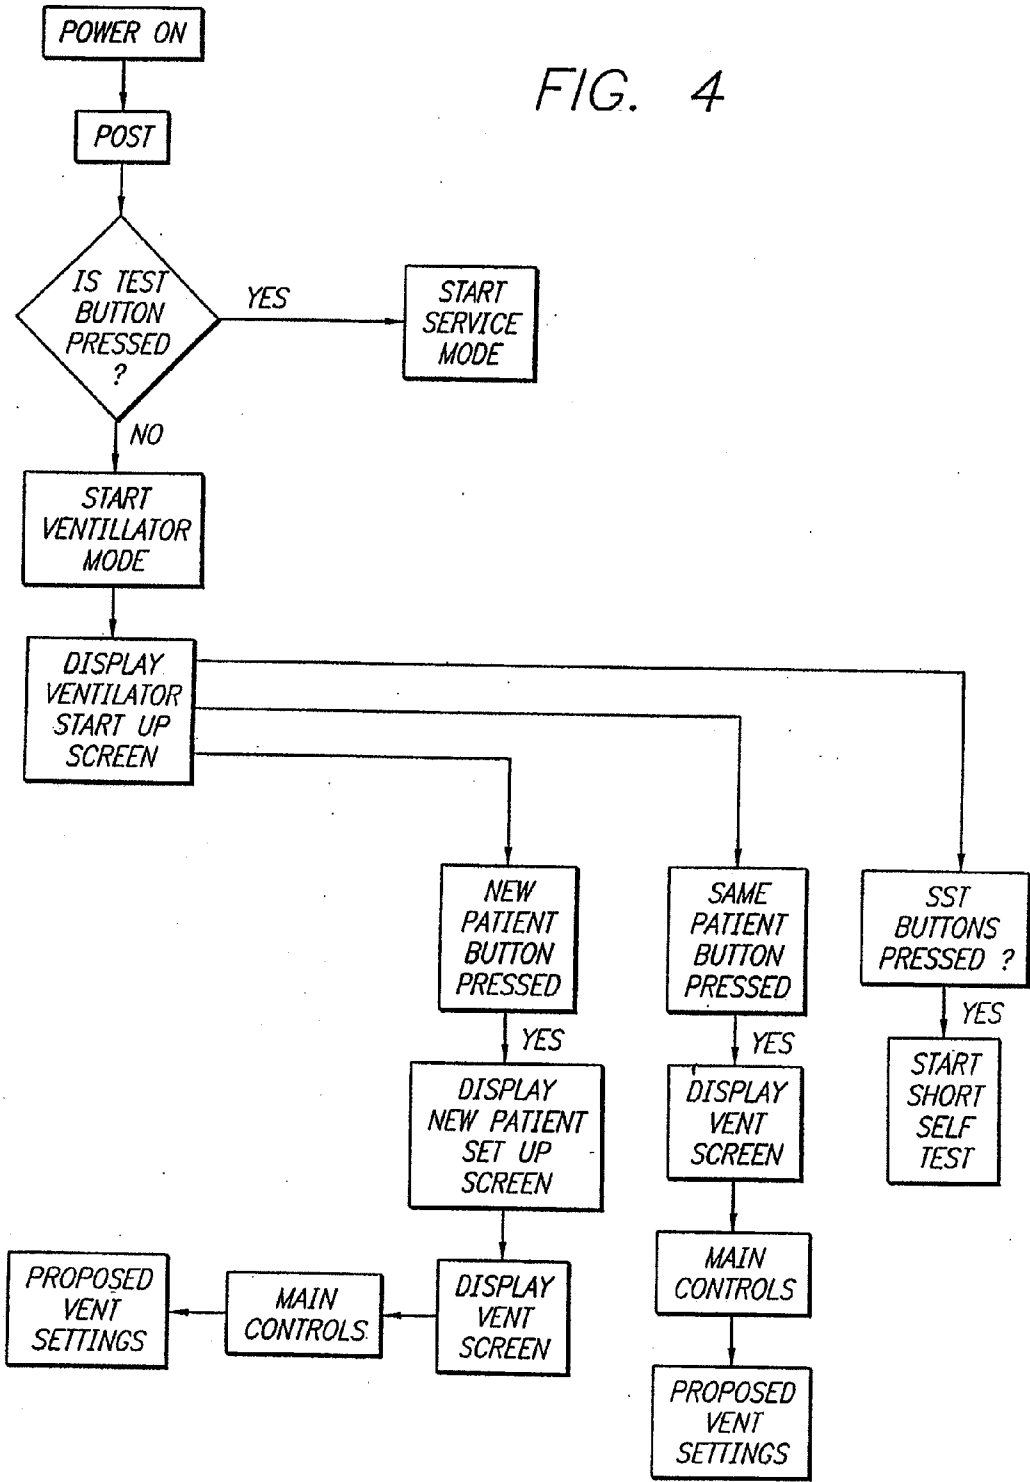 POWER ON
FIG. 4
POST
IS TEST
BUTTON
PRESSED
?
YES
START
SERVICE
MODE
NO
START
VENTILLATOR
MODE
DISPLAY
VENTILATOR
START UP
SCREEN
NEW
PATIENT
BUTTON
PRESSED
SAME
PATIENT
BUTTON
PRESSED
SST
BUTTONS
PRESSED ?
YES
YES
YES
DISPLAY
NEW PATIENT
SET UP
SCREEN
DISPLAY
VENT
SCREEN
START
SHORT
SELF
TEST
PROPOSED
VENT
SETTINGS
MAIN
CONTROLS
DISPLAY
VENT
SCREEN
MAIN
CONTROLS
PROPOSED
VENT
SETTINGS